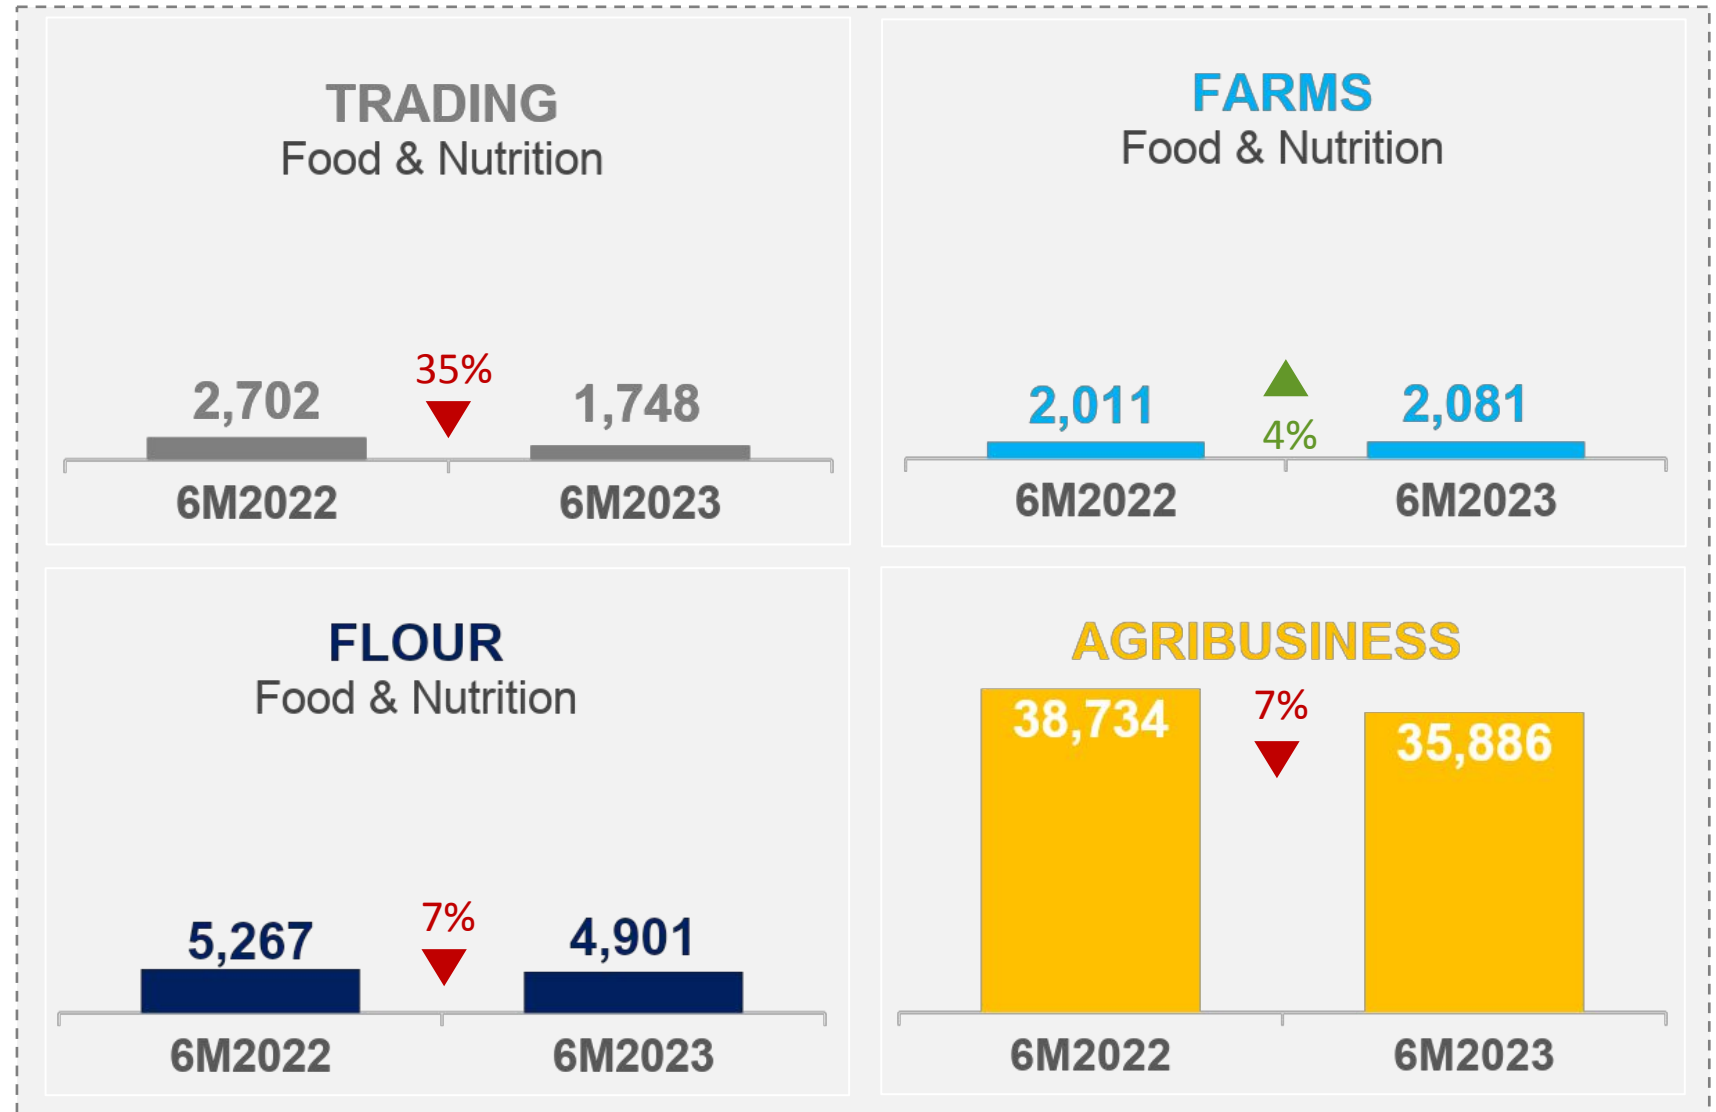 TRADING
Food & Nutrition
35%
2,702
1,748
6M2022
6M2023
FARMS
Food & Nutrition
2,011
4%
2,081
6M2022
6M2023
FLOUR
Food & Nutrition
7%
5,267
4,901
6M2022
6M2023
AGRIBUSINESS
38,734
7%
35,886
6M2022
6M2023